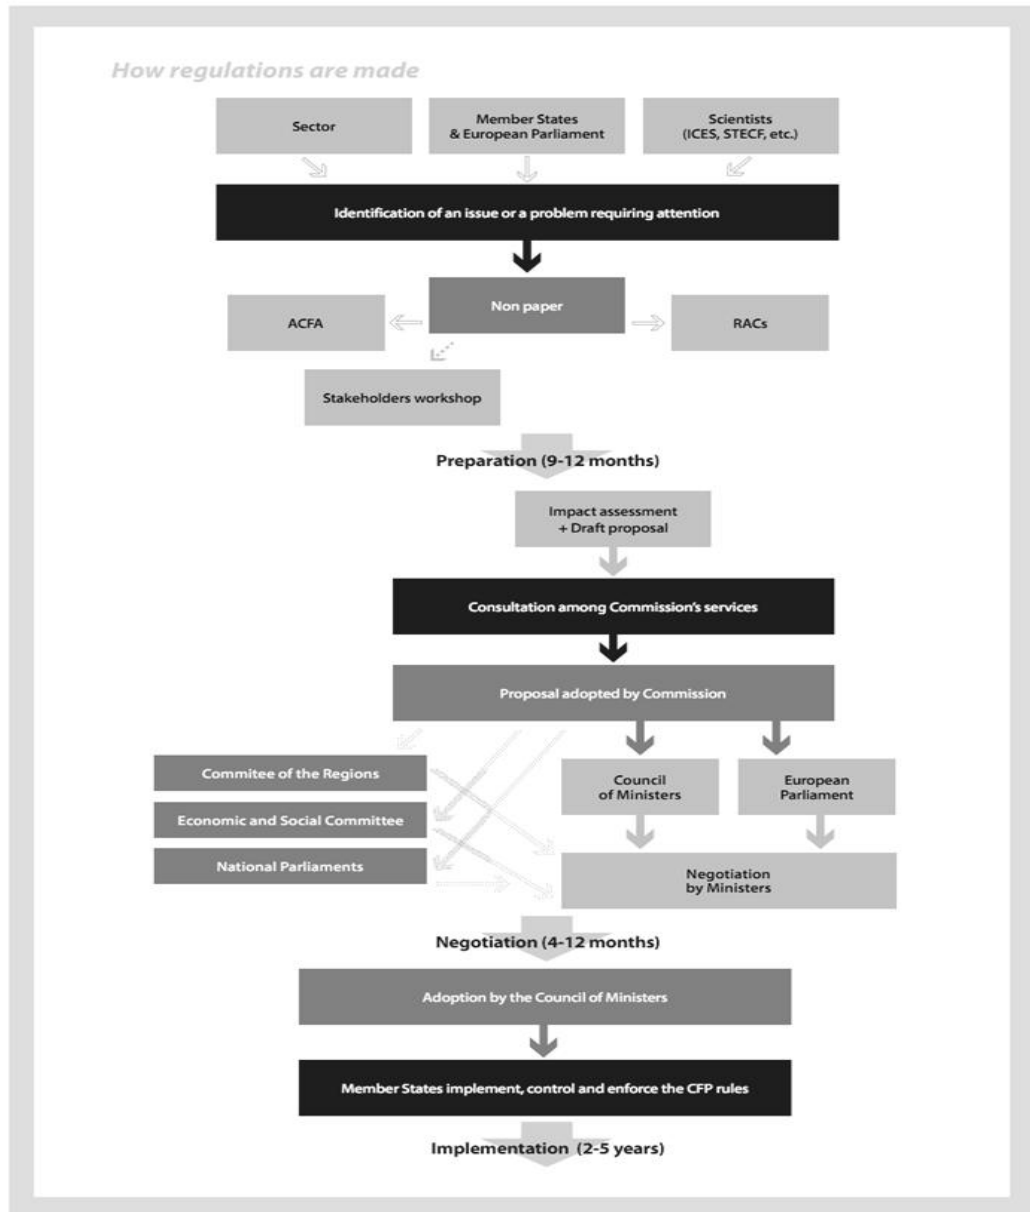 How regulations are made
Sector
Member States
& European Parliament
Scientists
(ICES, STECF, etc.)
Identification of an issue or a problem requiring attention
Non paper
ACFA
RACs
Stakeholders workshop
Preparation (9-12 months)
Impact assessment
+ Draft proposal
Consultation among Commission's services
Proposal adopted by Commission
Commitee of the Regions
Economic and Social Committee
National Parliaments
Council
of Ministers
European
Parliament
Negotiation
by Ministers
Negotiation (4-12 months)
Adoption by the Council of Ministers
Member States implement, control and enforce the CFP rules
Implementation (2-5 years)